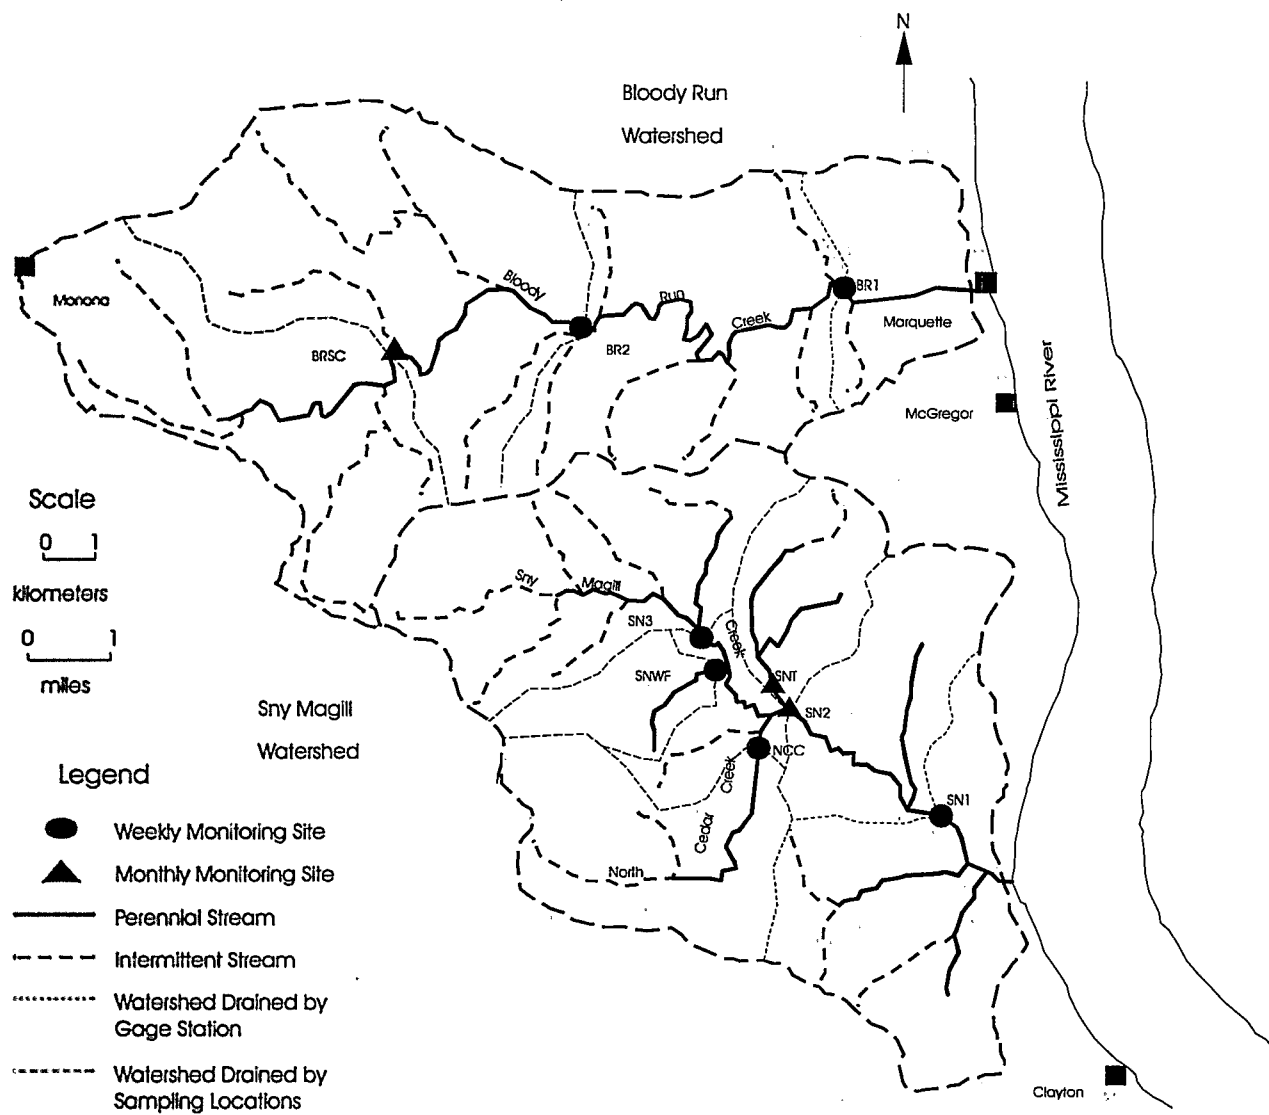 N
Bloody Run
Watershed
Bloody
Run
Creek
BR1
Monona
BRSC
BR2
Marquette
McGregor
Mississippi River
Scale
0 1
kilometers
0 1
miles
Sny
Magill
Creek
SN3
SNWF
SNT
SN2
NCC
Creek
Cedar
North
SN1
Sny Magill
Watershed
Legend
Weekly Monitoring Site
Monthly Monitoring Site
Perennial Stream
Intermittent Stream
Watershed Drained by
Gage Station
Watershed Drained by
Sampling Locations
Clayton